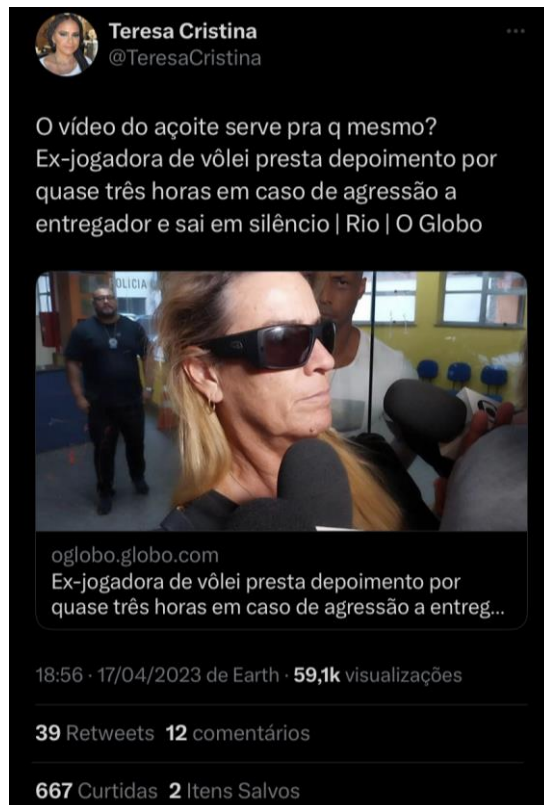 Teresa Cristina
@TeresaCristina
O vídeo do açoite serve pra q mesmo?
Ex-jogadora de vôlei presta depoimento por
quase três horas em caso de agressão a
entregador e sai em silêncio | Rio | O Globo
POLÍCIA
oglobo.globo.com
Ex-jogadora de vôlei presta depoimento por
quase três horas em caso de agressão a entreg...
18:56 · 17/04/2023 de Earth · 59,1k visualizações
39 Retweets 12 comentários
667 Curtidas 2 Itens Salvos